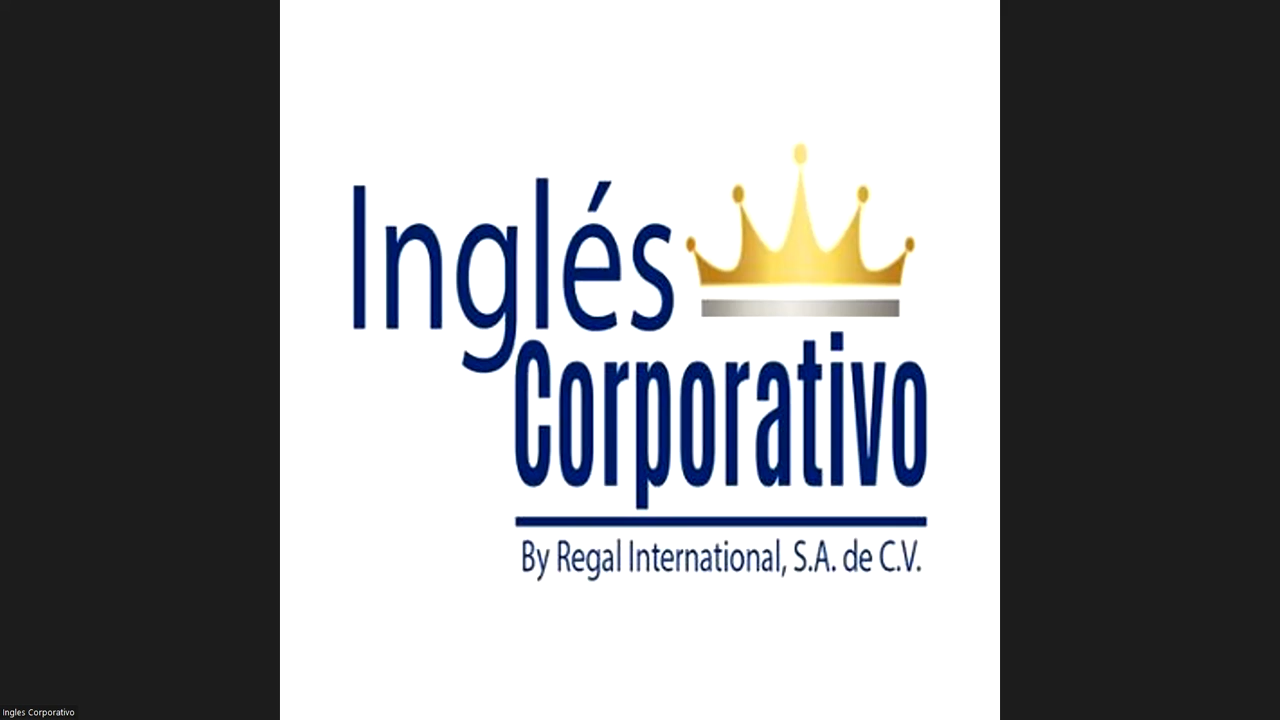 Inglés
Corporativo
By Regal International, S.A. de C.V.
Ingles Corporativo